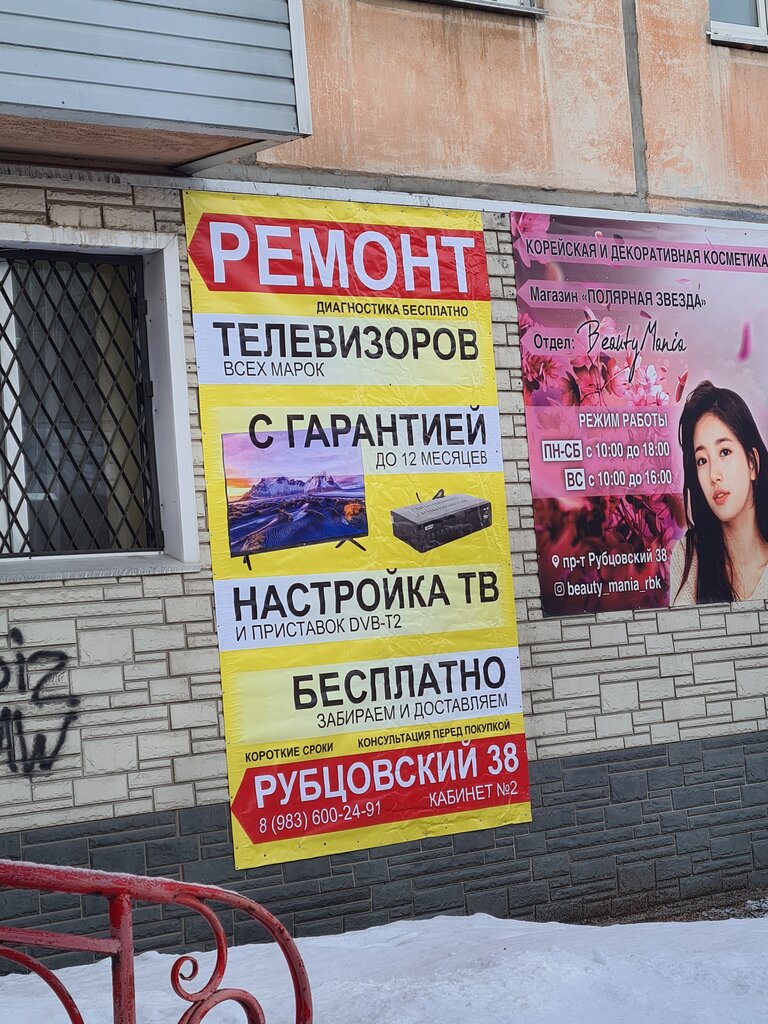 РЕМОНТ
ДИАГНОСТИКА БЕСПЛАТНО
ТЕЛЕВИЗОРОВ
ВСЕХ МАРОК
С ГАРАНТИЕЙ
ДО 12 МЕСЯЦЕВ
НАСТРОЙКА ТВ
И ПРИСТАВОК DVB-T2
БЕСПЛАТНО
ЗАБИРАЕМ И ДОСТАВЛЯЕМ
КОРОТКИЕ СРОКИ КОНСУЛЬТАЦИЯ ПЕРЕД ПОКУПКОЙ
РУБЦОВСКИЙ 38
8 (983) 600-24-91 КАБИНЕТ №2
КОРЕЙСКАЯ И ДЕКОРАТИВНАЯ КОСМЕТИКА
Магазин «ПОЛЯРНАЯ ЗВЕЗДА»
Отдел: BeautyMania
РЕЖИМ РАБОТЫ
ПН-СБ с 10:00 до 18:00
ВС с 10:00 до 16:00
пр-т Рубцовский 38
beauty_mania_rbk